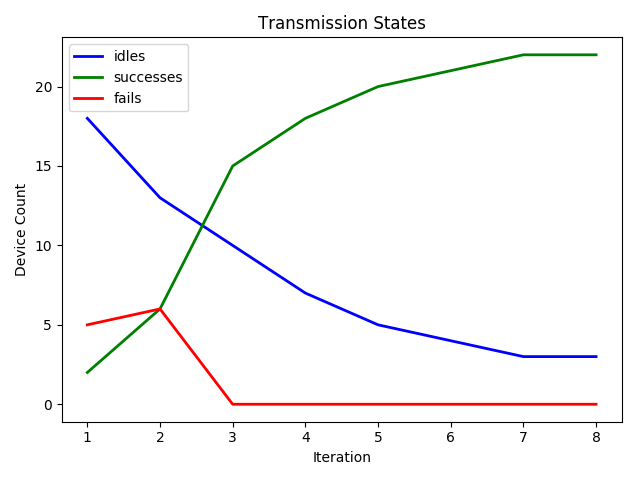 Transmission States
idles
successes
fails
20
15
10
5
0
Device Count
1 2 3 4 5 6 7 8
Iteration